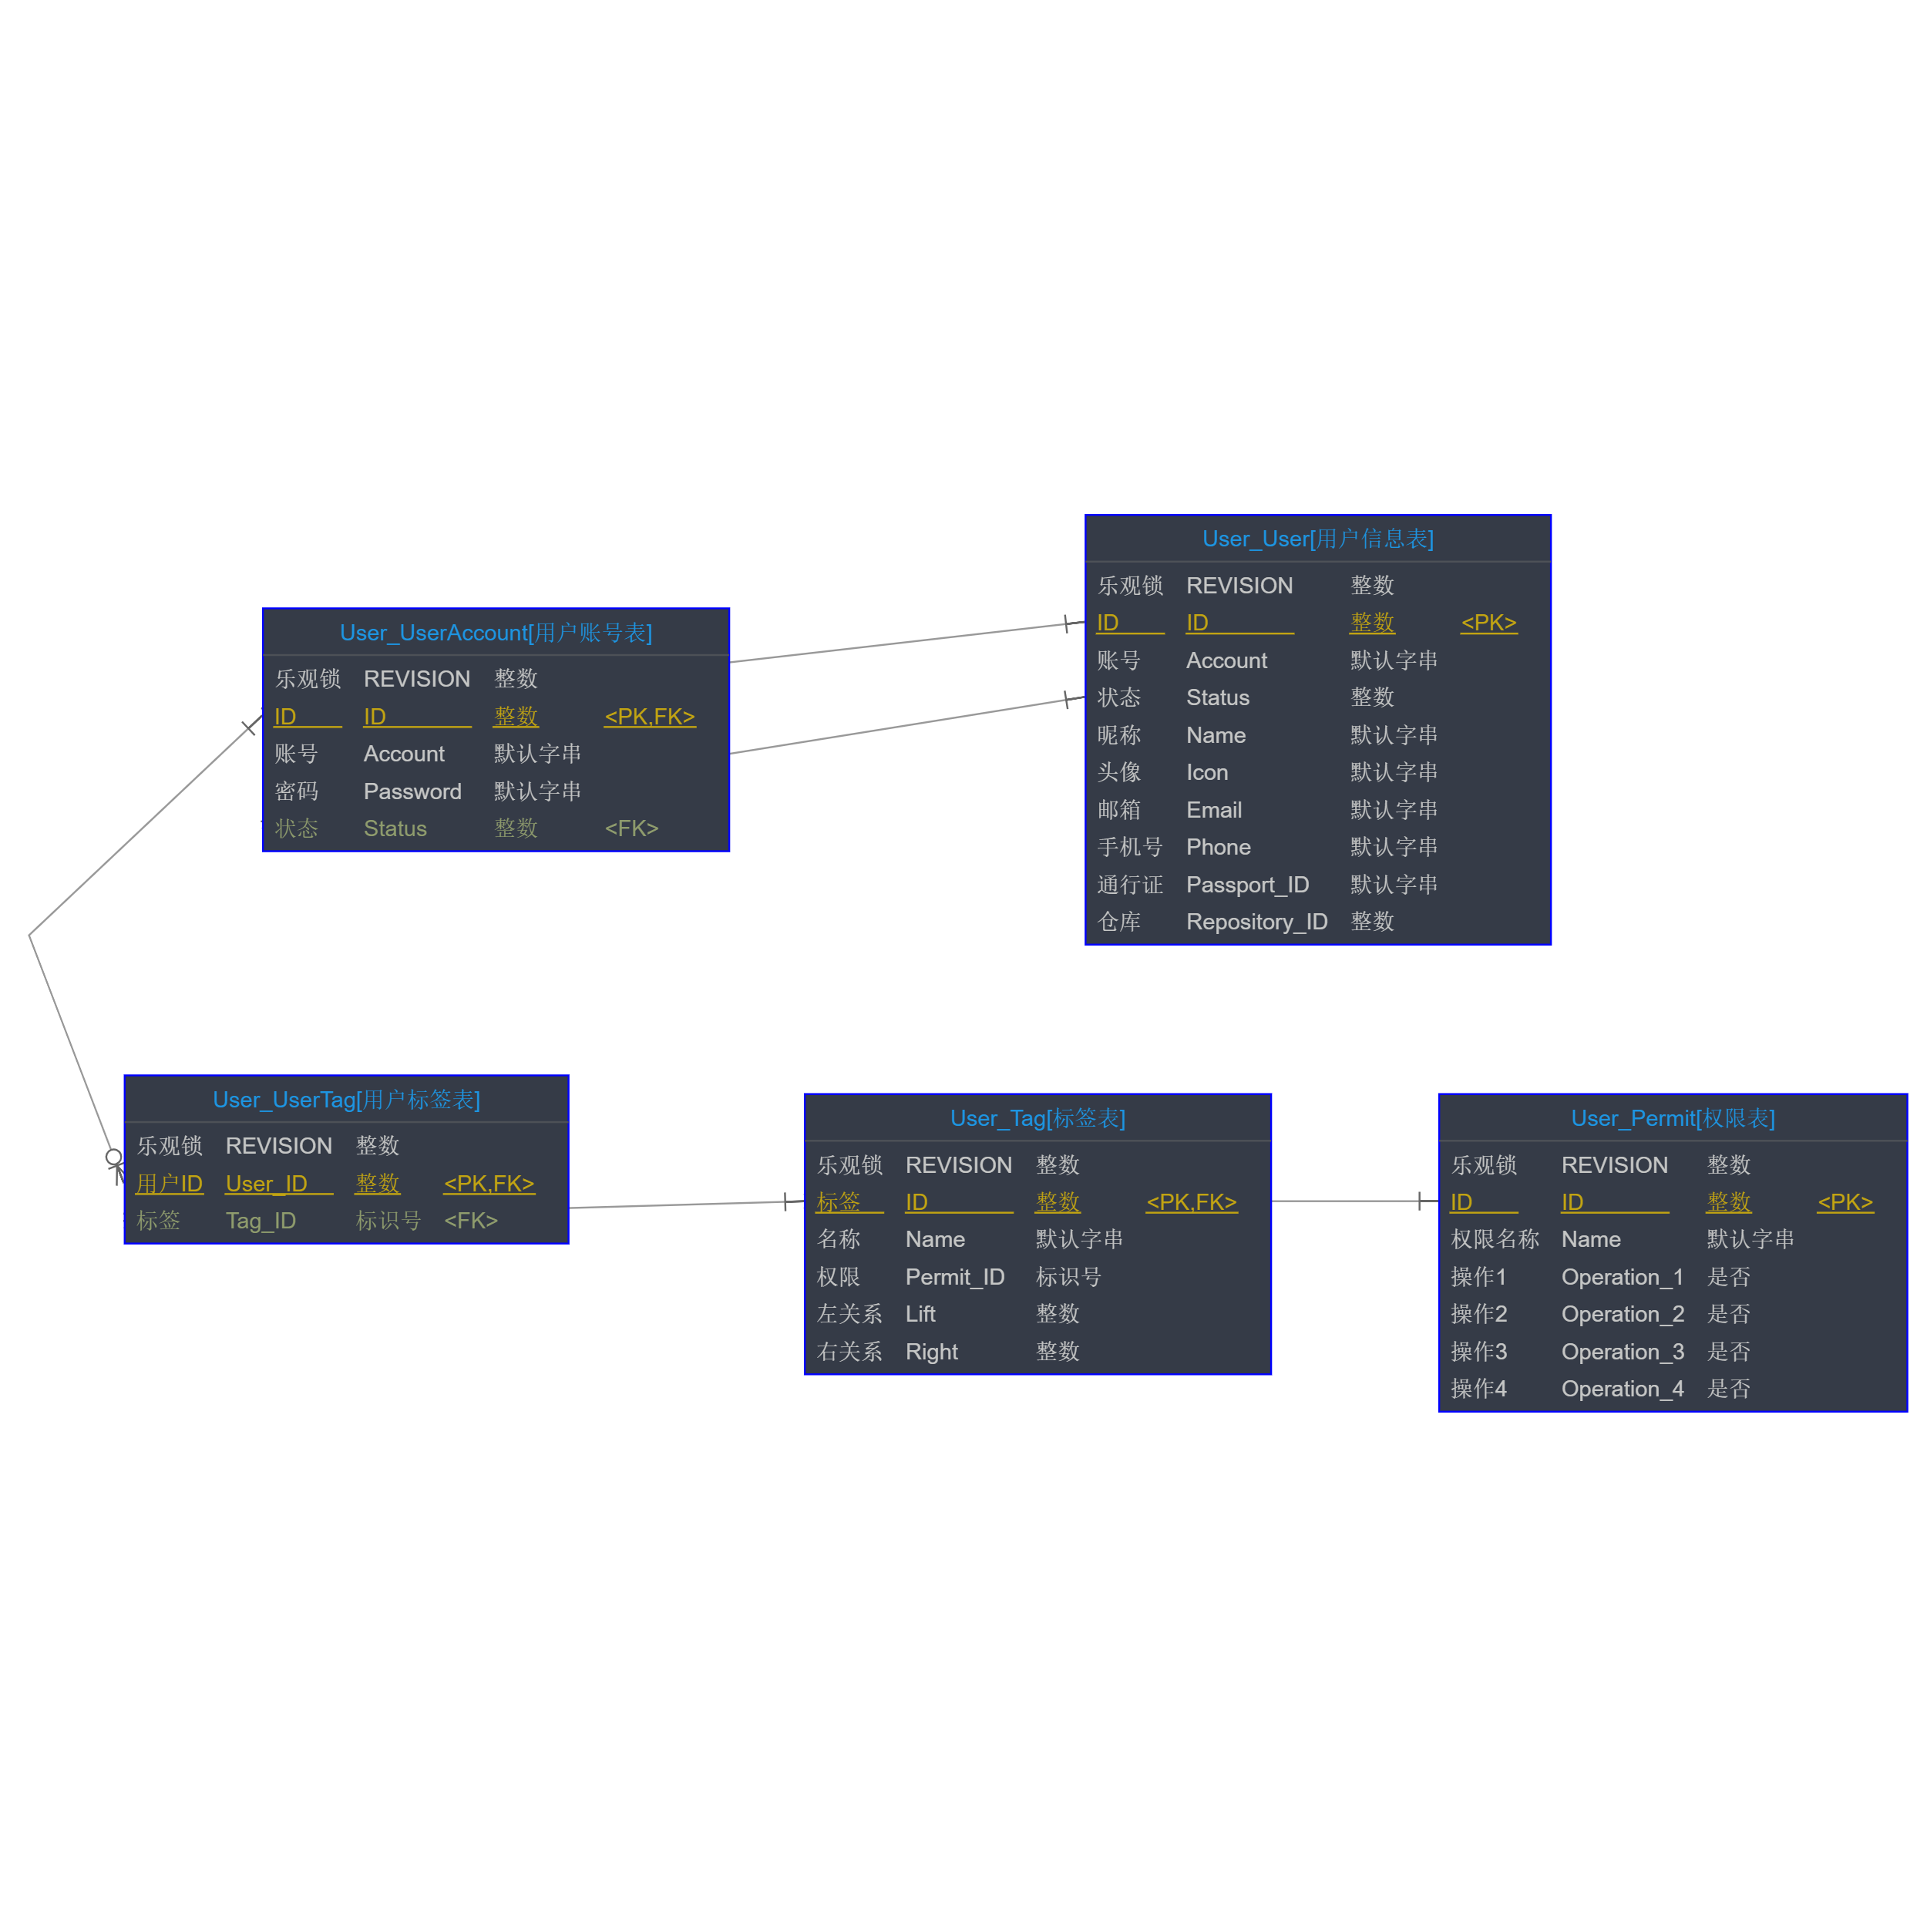 User_User[用户信息表]
乐观锁 REVISION 整数
ID ID 整数 <PK>
账号 Account 默认字串
状态 Status 整数
昵称 Name 默认字串
头像 Icon 默认字串
邮箱 Email 默认字串
手机号 Phone 默认字串
通行证 Passport_ID 默认字串
仓库 Repository_ID 整数
User_UserAccount[用户账号表]
乐观锁 REVISION 整数
ID ID 整数 <PK,FK>
账号 Account 默认字串
密码 Password 默认字串
状态 Status 整数 <FK>
User_UserTag[用户标签表]
乐观锁 REVISION 整数
用户ID User_ID 整数 <PK,FK>
标签 Tag_ID 标识号 <FK>
User_Tag[标签表]
乐观锁 REVISION 整数
标签 ID 整数 <PK,FK>
名称 Name 默认字串
权限 Permit_ID 标识号
左关系 Lift 整数
右关系 Right 整数
User_Permit[权限表]
乐观锁 REVISION 整数
ID ID 整数 <PK>
权限名称 Name 默认字串
操作1 Operation_1 是否
操作2 Operation_2 是否
操作3 Operation_3 是否
操作4 Operation_4 是否